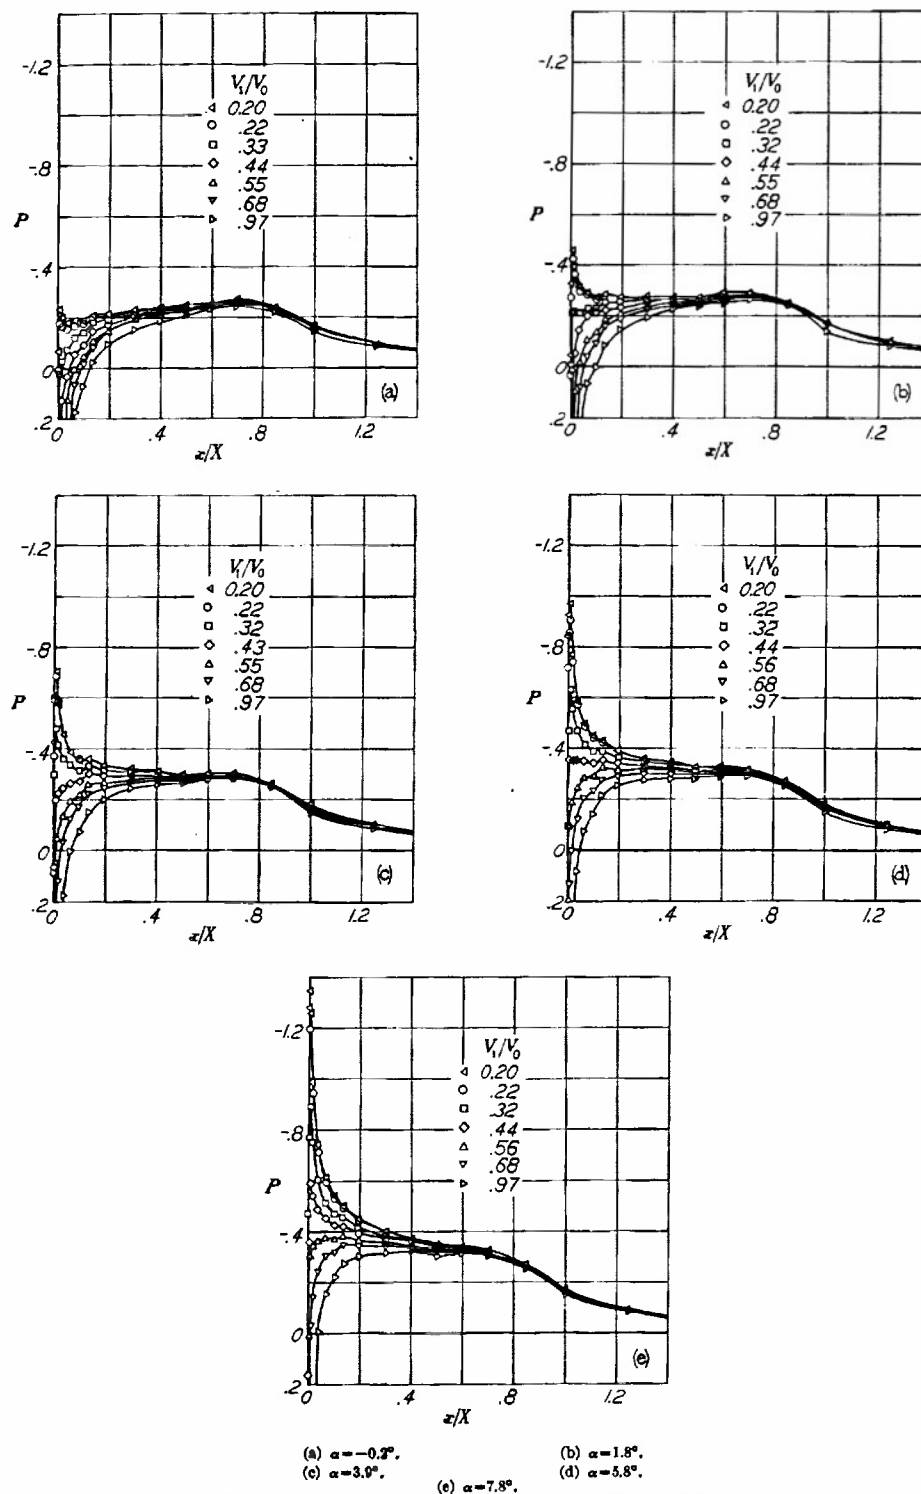 -1.2
-.8
P
-.4
0
.2
V₁/V₀
0.20
.22
.33
.44
.55
.68
.97
(a)
0 .4 .8 1.2
x/X
-1.2
-.8
P
-.4
0
.2
V₁/V₀
0.20
.22
.32
.44
.55
.68
.97
(b)
0 .4 .8 1.2
x/X
-1.2
-.8
P
-.4
0
.2
V₁/V₀
0.20
.22
.32
.43
.55
.68
.97
(c)
0 .4 .8 1.2
x/X
-1.2
-.8
P
-.4
0
.2
V₁/V₀
0.20
.22
.32
.44
.56
.68
.97
(d)
0 .4 .8 1.2
x/X
-1.2
-.8
P
-.4
0
.2
V₁/V₀
0.20
.22
.32
.44
.56
.68
.97
(e)
0 .4 .8 1.2
x/X
(a) α=-0.2°. (b) α=1.8°.
(c) α=3.9°. (d) α=5.8°.
(e) α=7.8°.